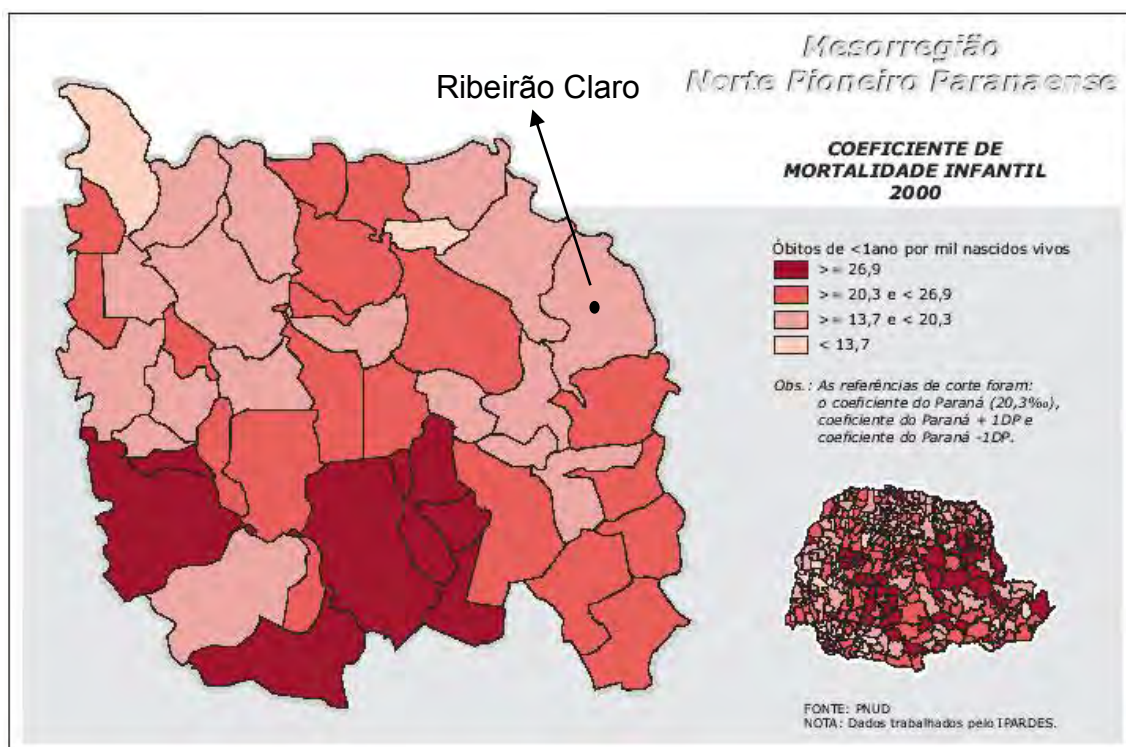 Mesorregião
Norte Pioneiro Paranaense
Ribeirão Claro
COEFICIENTE DE
MORTALIDADE INFANTIL
2000
Óbitos de <1ano por mil nascidos vivos
>= 26,9
>= 20,3 e < 26,9
>= 13,7 e < 20,3
< 13,7
Obs.: As referências de corte foram:
o coeficiente do Paraná (20,3‰),
coeficiente do Paraná + 1DP e
coeficiente do Paraná -1DP.
FONTE: PNUD
NOTA: Dados trabalhados pelo IPARDES.